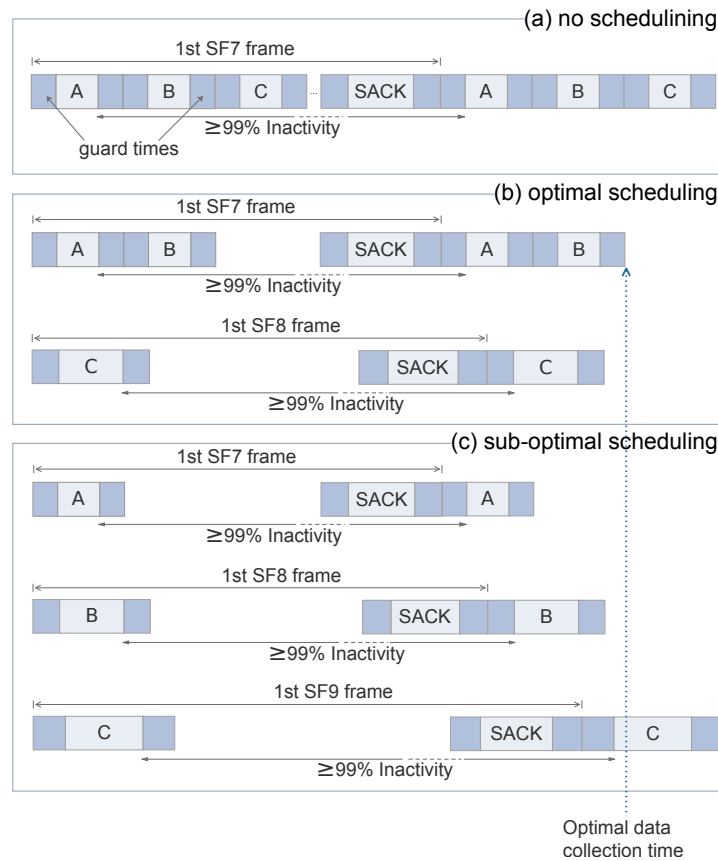 (a) no schedulining
1st SF7 frame
A B C ... SACK A B C
guard times
≥99% Inactivity
(b) optimal scheduling
1st SF7 frame
A B SACK A B
≥99% Inactivity
1st SF8 frame
C SACK C
≥99% Inactivity
(c) sub-optimal scheduling
1st SF7 frame
A SACK A
≥99% Inactivity
1st SF8 frame
B SACK B
≥99% Inactivity
1st SF9 frame
C SACK C
≥99% Inactivity
Optimal data
collection time